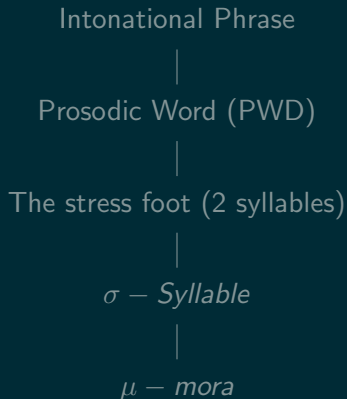 Intonational Phrase
Prosodic Word (PWD)
The stress foot (2 syllables)
σ − Syllable
μ − mora